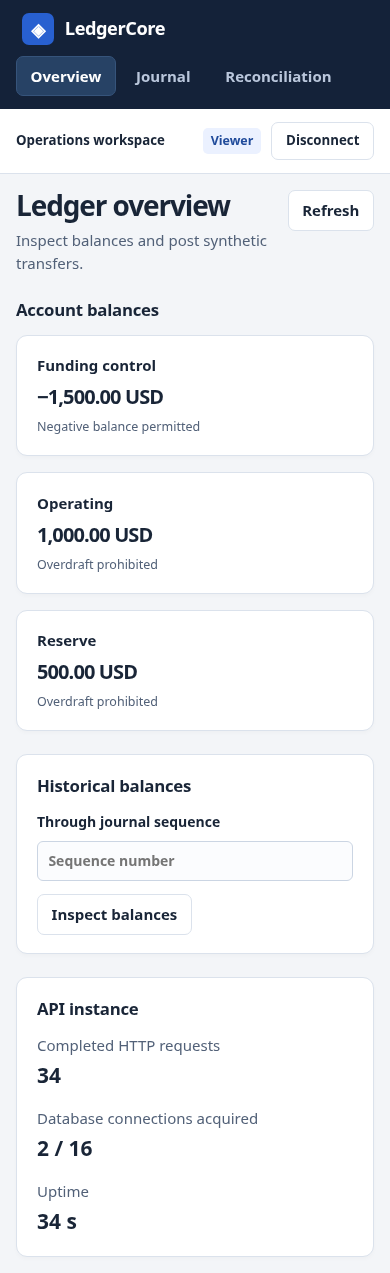 LedgerCore
Overview Journal Reconciliation
Operations workspace Viewer Disconnect
Ledger overview Refresh
Inspect balances and post synthetic
transfers.
Account balances
Funding control
−1,500.00 USD
Negative balance permitted
Operating
1,000.00 USD
Overdraft prohibited
Reserve
500.00 USD
Overdraft prohibited
Historical balances
Through journal sequence
Sequence number
Inspect balances
API instance
Completed HTTP requests
34
Database connections acquired
2 / 16
Uptime
34 s